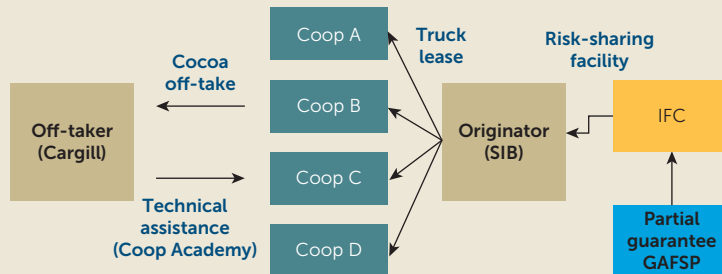 Coop A
Truck
lease
Risk-sharing
facility
Cocoa
off-take
Coop B
Off-taker
(Cargill)
Originator
(SIB)
IFC
Coop C
Technical
assistance
(Coop Academy)
Coop D
Partial
guarantee
GAFSP